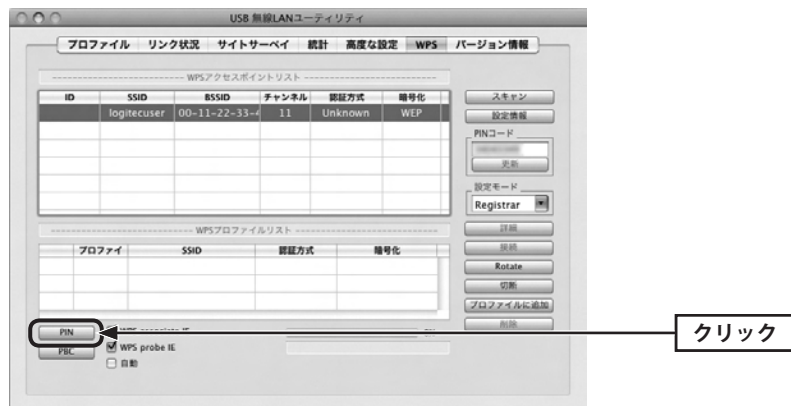 USB 無線LANユーティリティ
プロファイル リンク状況 サイトサーベイ 統計 高度な設定 WPS バージョン情報
WPSアクセスポイントリスト
ID SSID BSSID チャンネル 認証方式 暗号化
logitecuser 00-11-22-33-4 11 Unknown WEP
スキャン
設定情報
PINコード
更新
設定モード
Registrar
WPSプロファイルリスト
プロファイ SSID 認証方式 暗号化
詳細
接続
Rotate
切断
プロファイルに追加
削除
PIN
クリック
PBC
WPS probe IE
自動